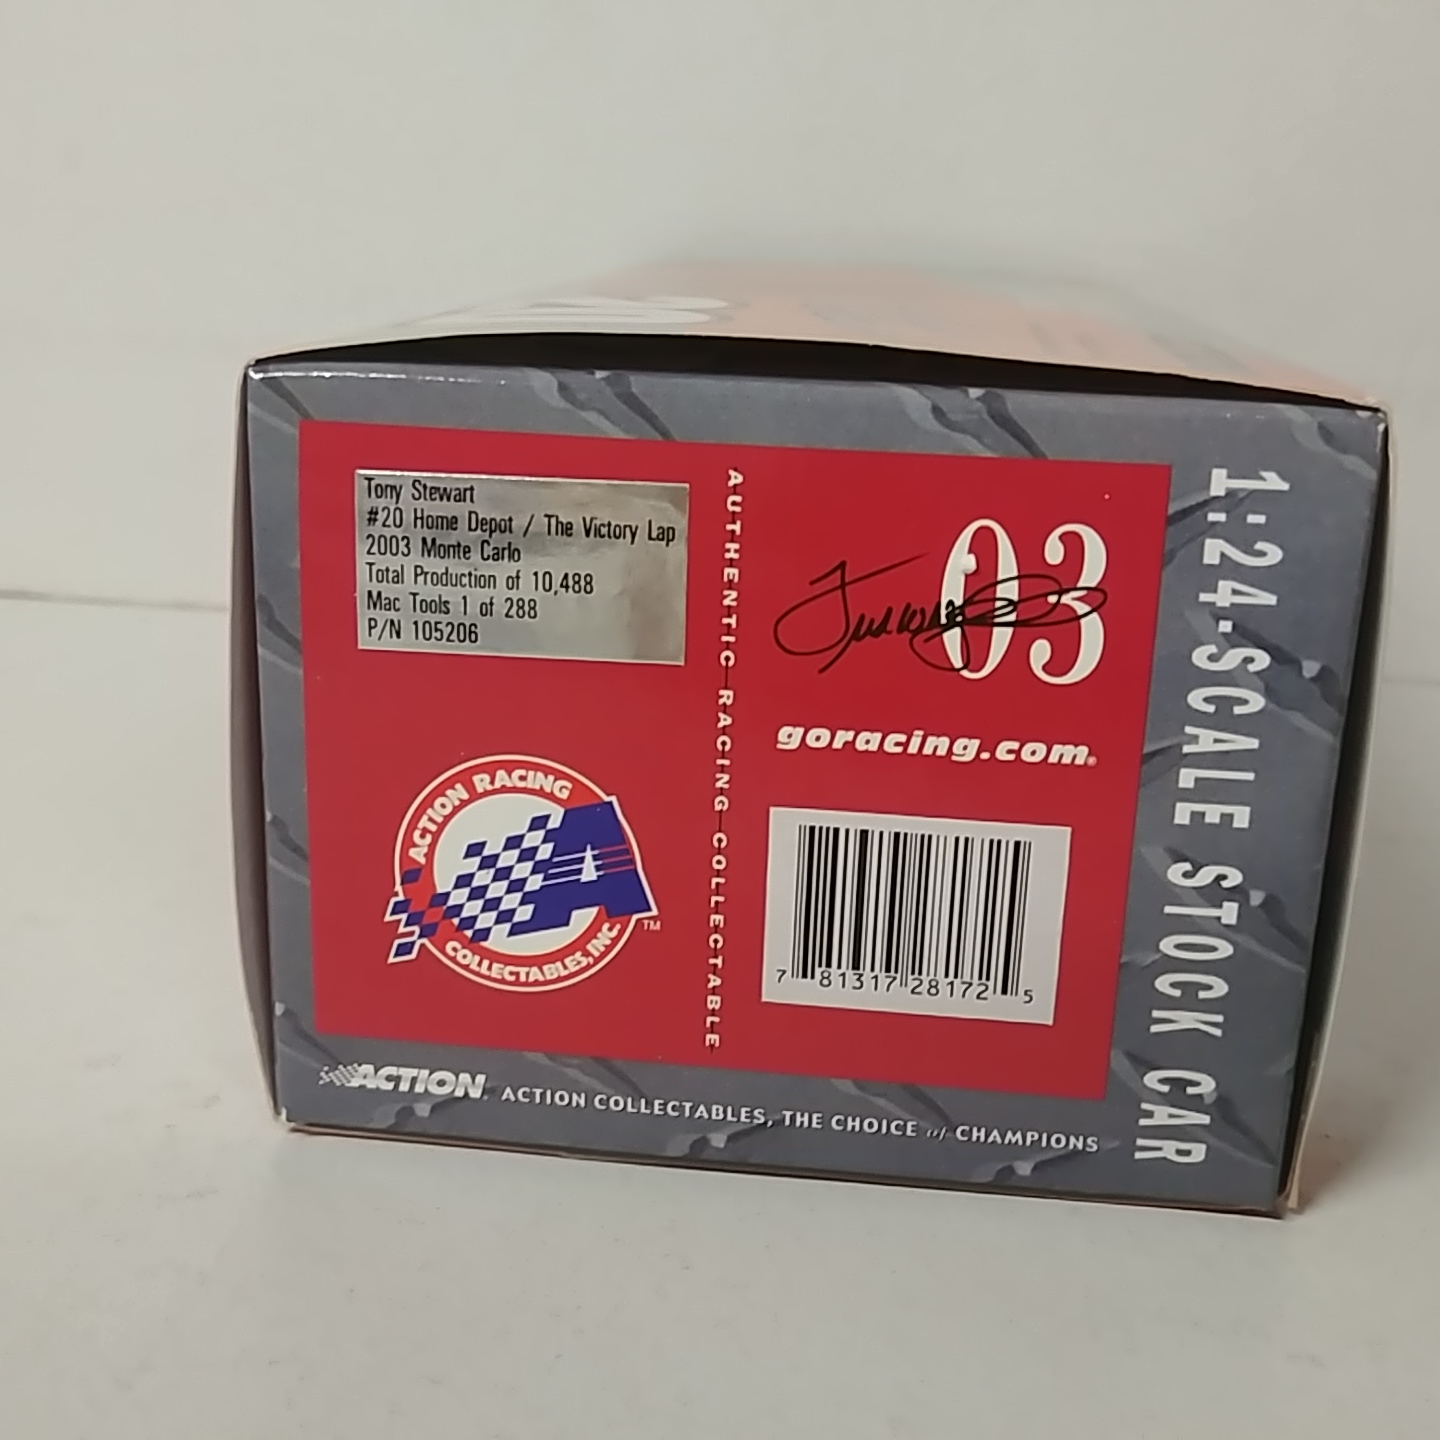 Tony Stewart
#20 Home Depot / The Victory Lap
2003 Monte Carlo
Total Production of 10,488
Mac Tools 1 of 288
P/N 105206
AUTHENTIC RACING COLLECTABLE
03
goracing.com®
ACTION RACING
COLLECTABLES, INC.
TM
7 81317 28172 5
ACTION ACTION COLLECTABLES, THE CHOICE of CHAMPIONS
1:24-SCALE STOCK CAR